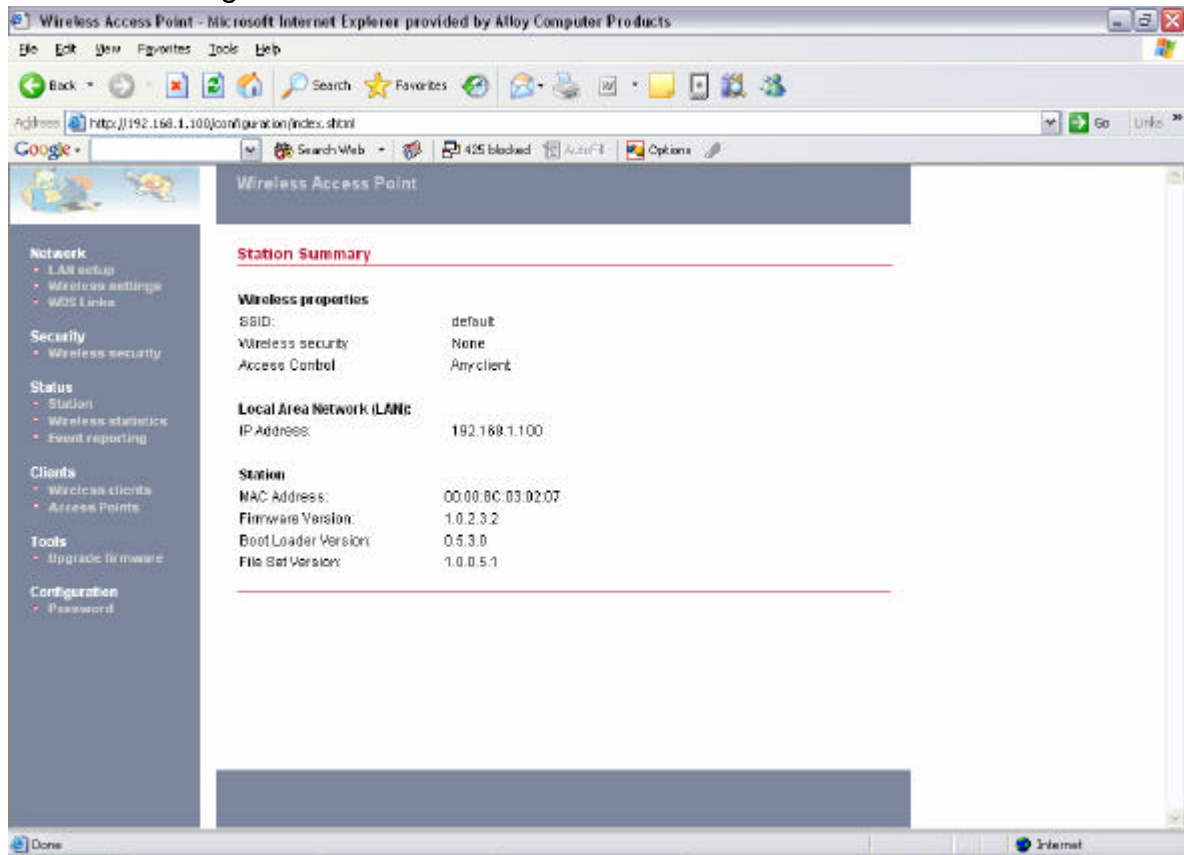 Wireless Access Point - Microsoft Internet Explorer provided by Alloy Computer Products
File Edit View Favorites Tools Help
Back Search Favorites
Address http://192.168.1.100/configuration/index.shtml Go Links
Google Search Web 425 blocked AutoFill Options
Wireless Access Point
Network
LAN setup
Wireless settings
WDS Links
Security
Wireless security
Status
Station
Wireless statistics
Event reporting
Clients
Wireless clients
Access Points
Tools
Upgrade firmware
Configuration
Password
Station Summary
Wireless properties
SSID: default
Wireless security None
Access Control Any client
Local Area Network (LAN):
IP Address: 192.168.1.100
Station
MAC Address: 00:00:8C:03:02:07
Firmware Version: 1.0.2.3.2
Boot Loader Version: 0.5.3.0
File Set Version: 1.0.0.5.1
Done Internet